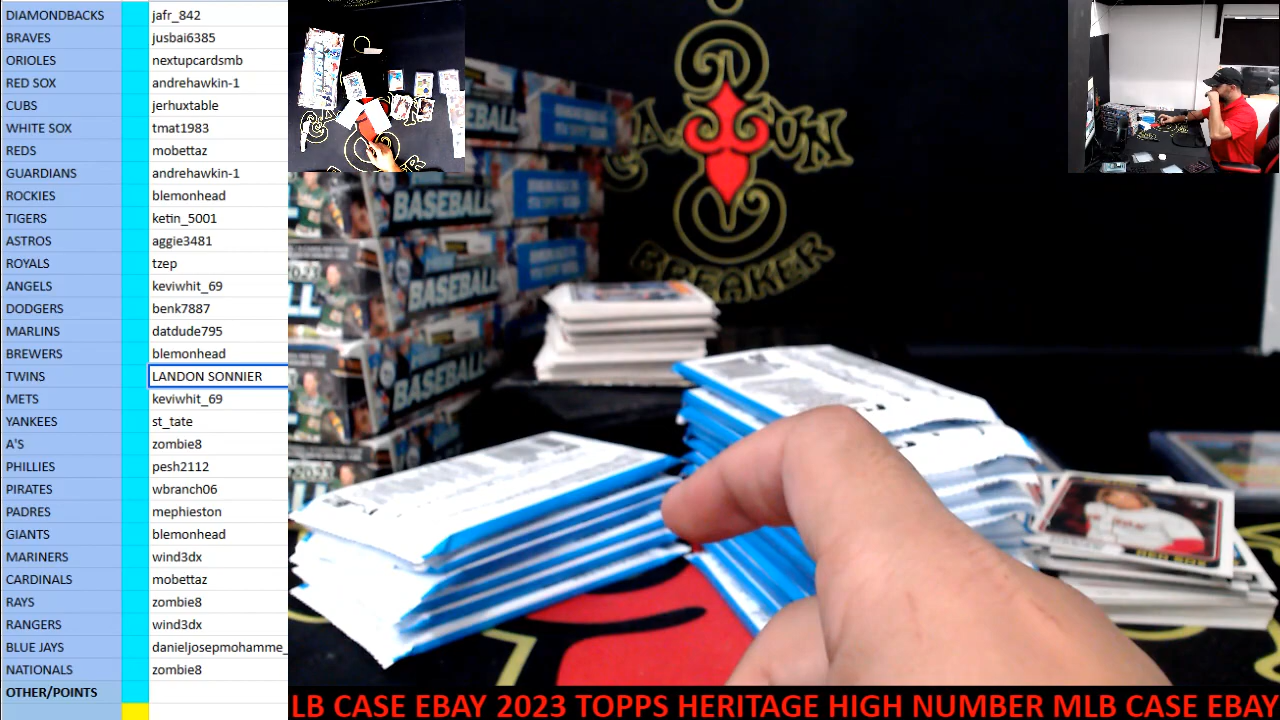 DIAMONDBACKS jafr_842
BRAVES jusbai6385
ORIOLES nextupcardsmb
RED SOX andrehawkin-1
CUBS jerhuxtable
WHITE SOX tmat1983
REDS mobettaz
GUARDIANS andrehawkin-1
ROCKIES blemonhead
TIGERS ketin_5001
ASTROS aggie3481
ROYALS tzep
ANGELS keviwhit_69
DODGERS benk7887
MARLINS datdude795
BREWERS blemonhead
TWINS LANDON SONNIER
METS keviwhit_69
YANKEES st_tate
A'S zombie8
PHILLIES pesh2112
PIRATES wbranch06
PADRES mephieston
GIANTS blemonhead
MARINERS wind3dx
CARDINALS mobettaz
RAYS zombie8
RANGERS wind3dx
BLUE JAYS danieljosepmohamme_
NATIONALS zombie8
OTHER/POINTS
BASEBALL
BASEBALL
BASEBALL
BREAKER
LB CASE EBAY 2023 TOPPS HERITAGE HIGH NUMBER MLB CASE EBAY